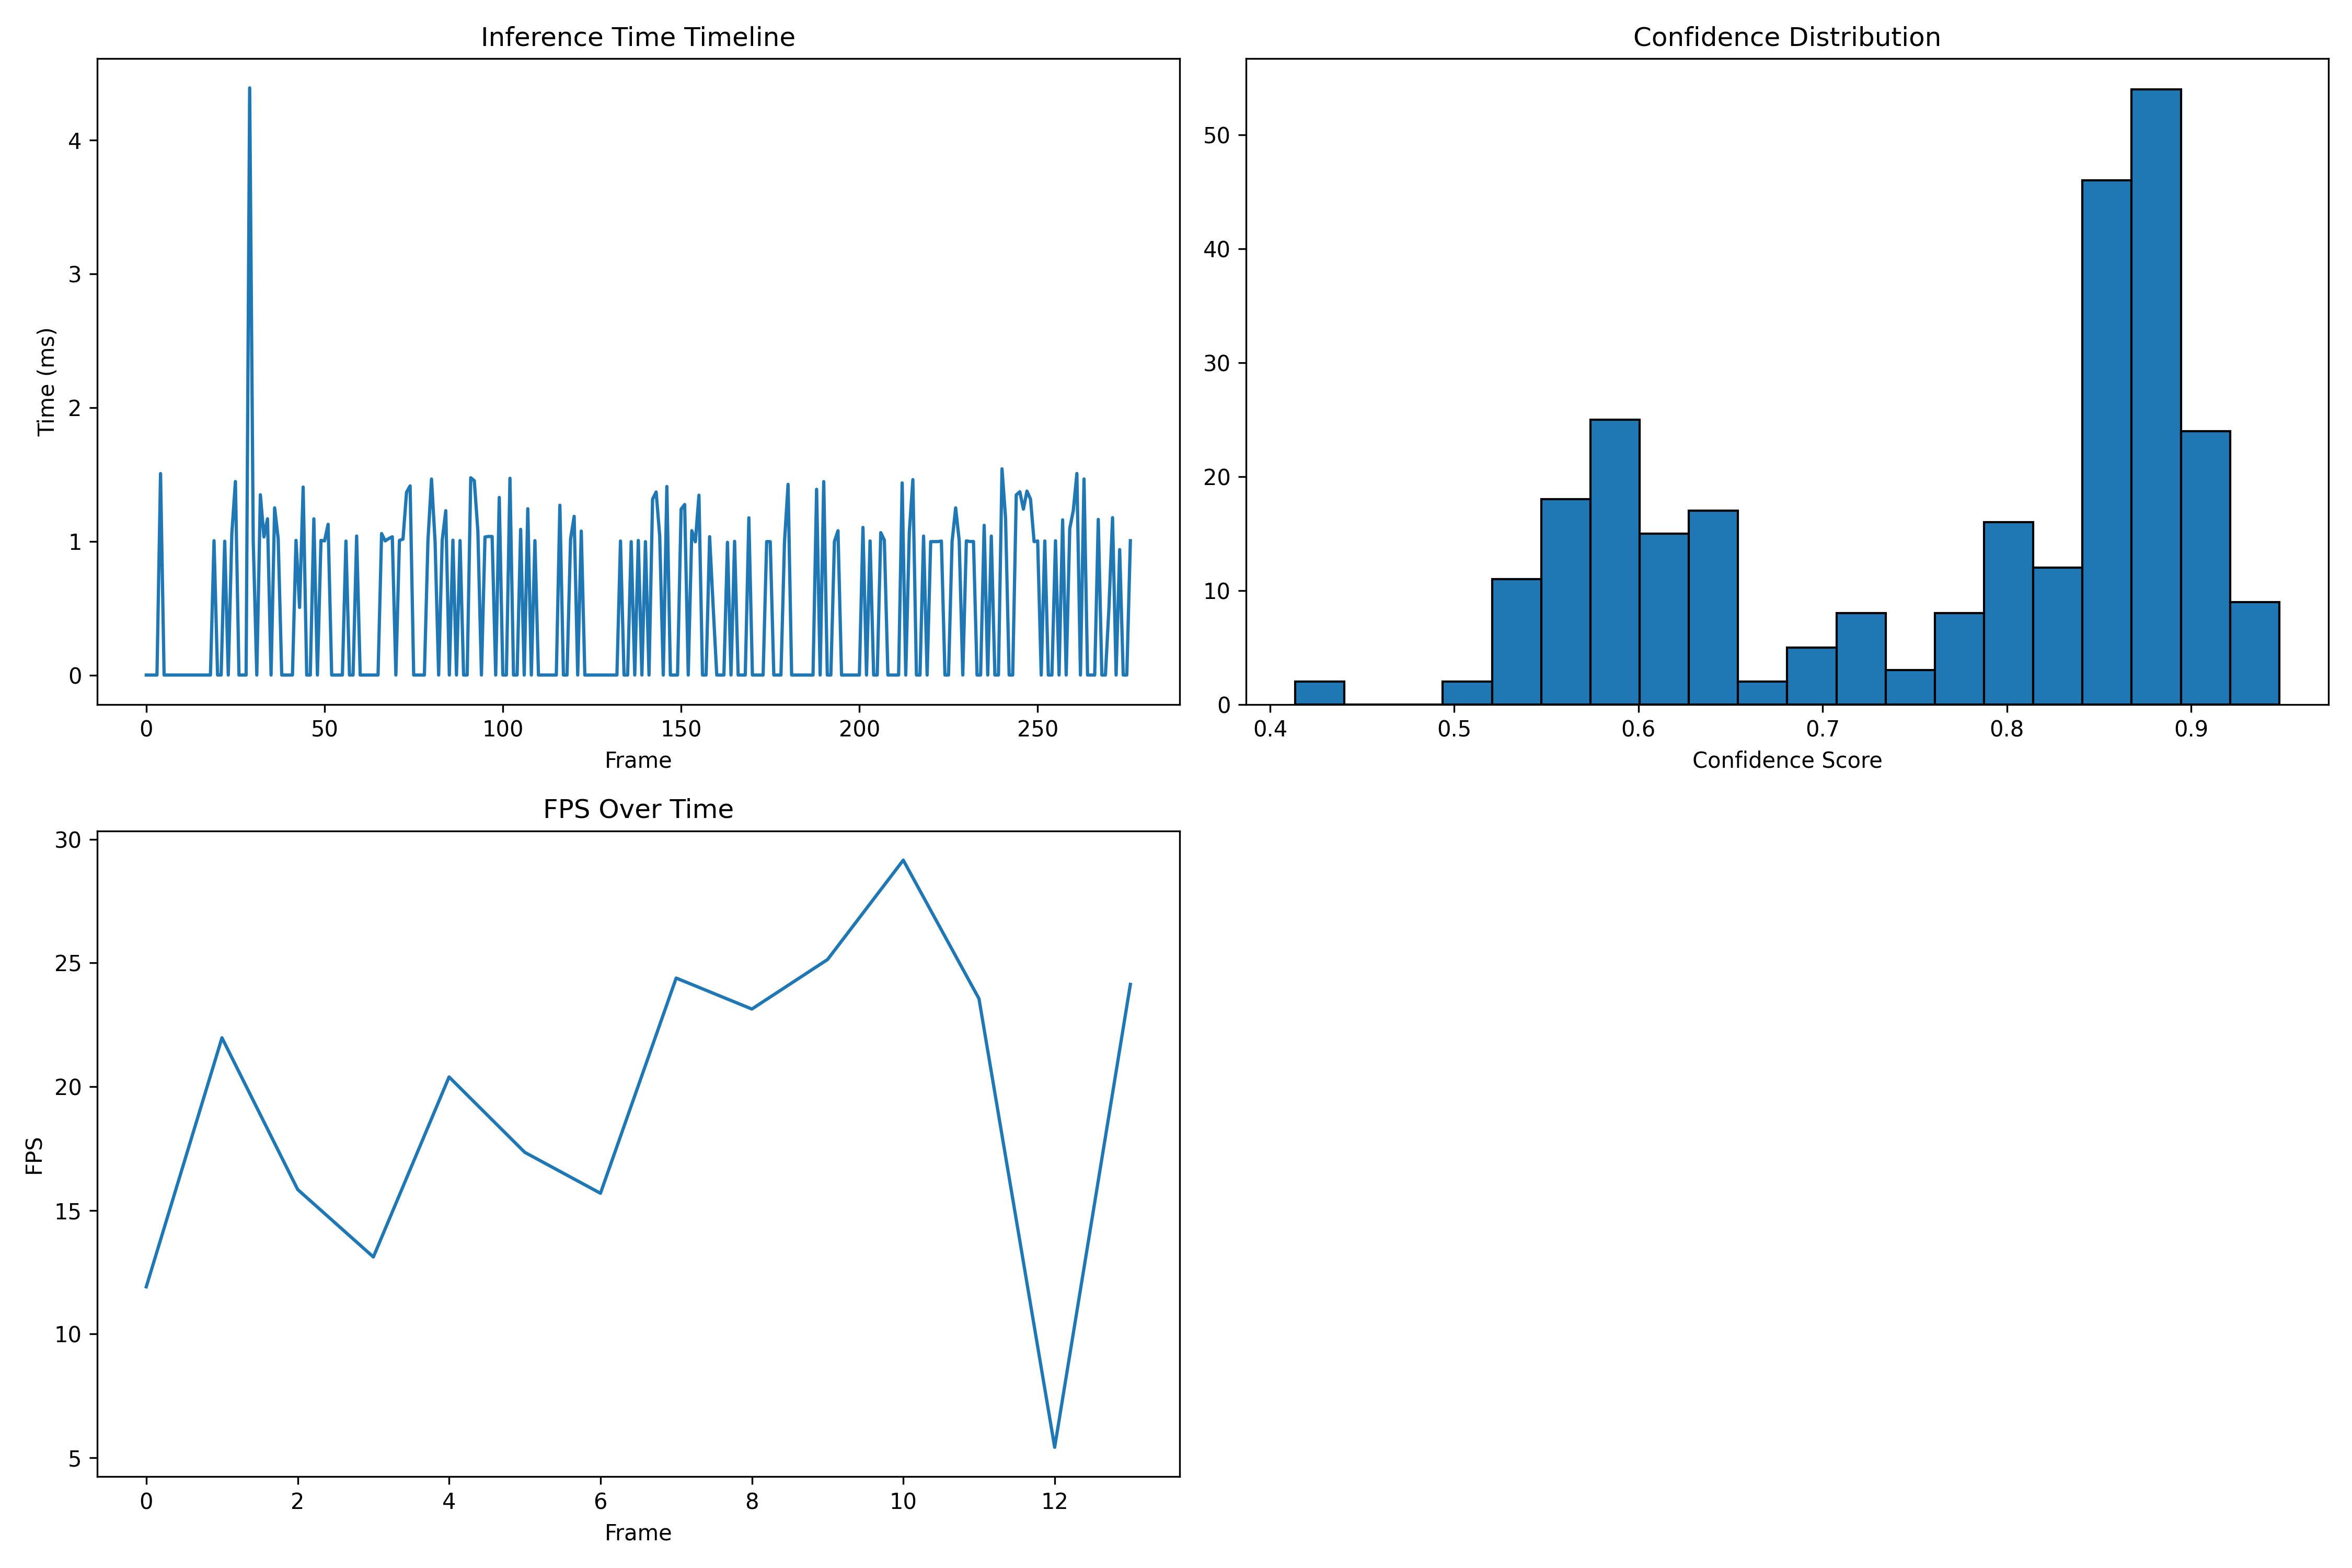 Inference Time Timeline
Time (ms)
4
3
2
1
0
0 50 100 150 200 250
Frame
Confidence Distribution
50
40
30
20
10
0
0.4 0.5 0.6 0.7 0.8 0.9
Confidence Score
FPS Over Time
FPS
30
25
20
15
10
5
0 2 4 6 8 10 12
Frame